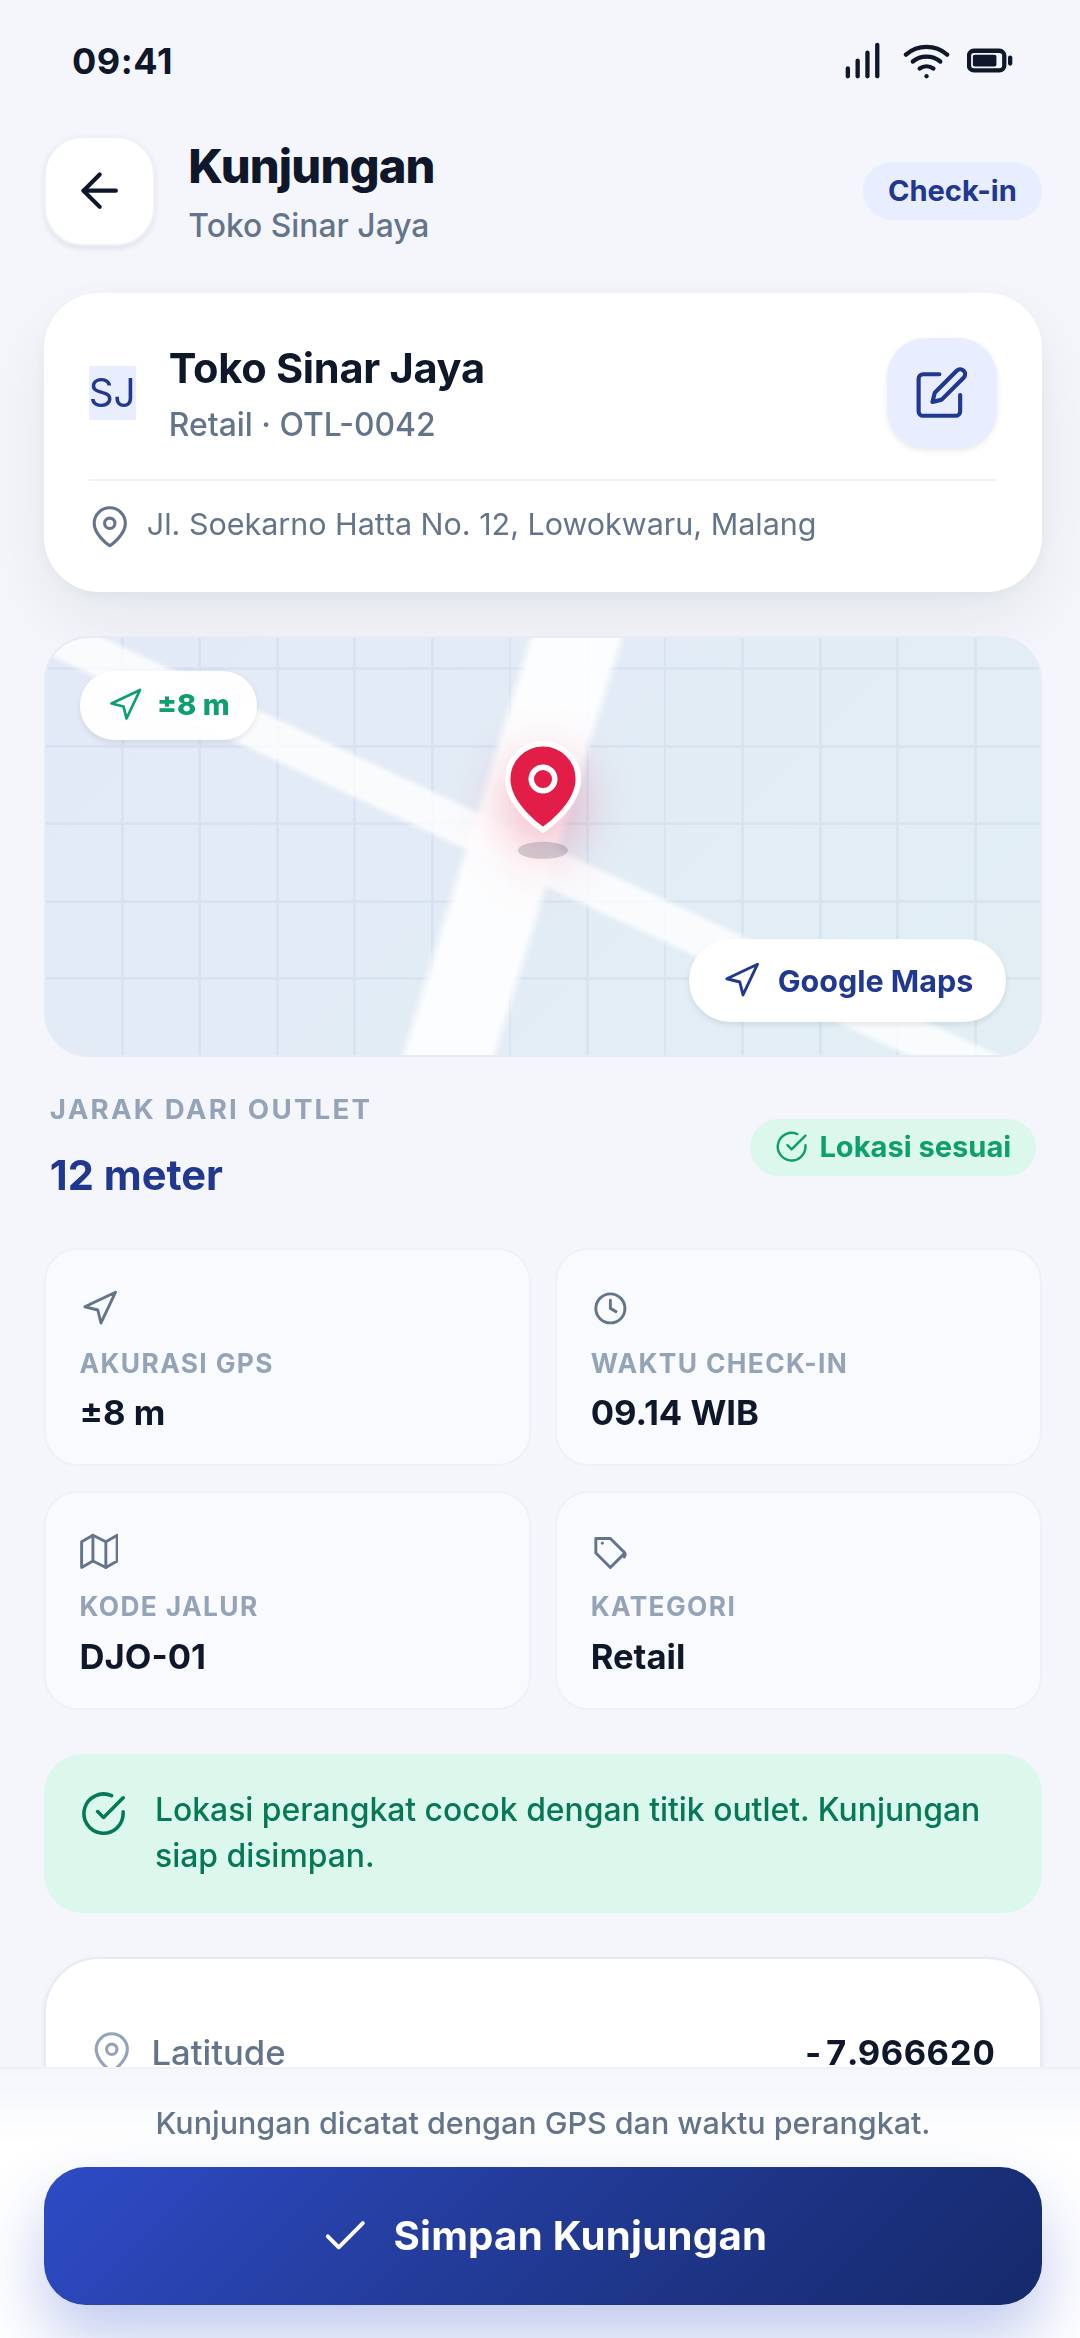 09:41
Kunjungan
Toko Sinar Jaya
Check-in
SJ
Toko Sinar Jaya
Retail · OTL-0042
Jl. Soekarno Hatta No. 12, Lowokwaru, Malang
±8 m
Google Maps
JARAK DARI OUTLET
12 meter
Lokasi sesuai
AKURASI GPS
±8 m
WAKTU CHECK-IN
09.14 WIB
KODE JALUR
DJO-01
KATEGORI
Retail
Lokasi perangkat cocok dengan titik outlet. Kunjungan
siap disimpan.
Latitude
-7.966620
Kunjungan dicatat dengan GPS dan waktu perangkat.
Simpan Kunjungan